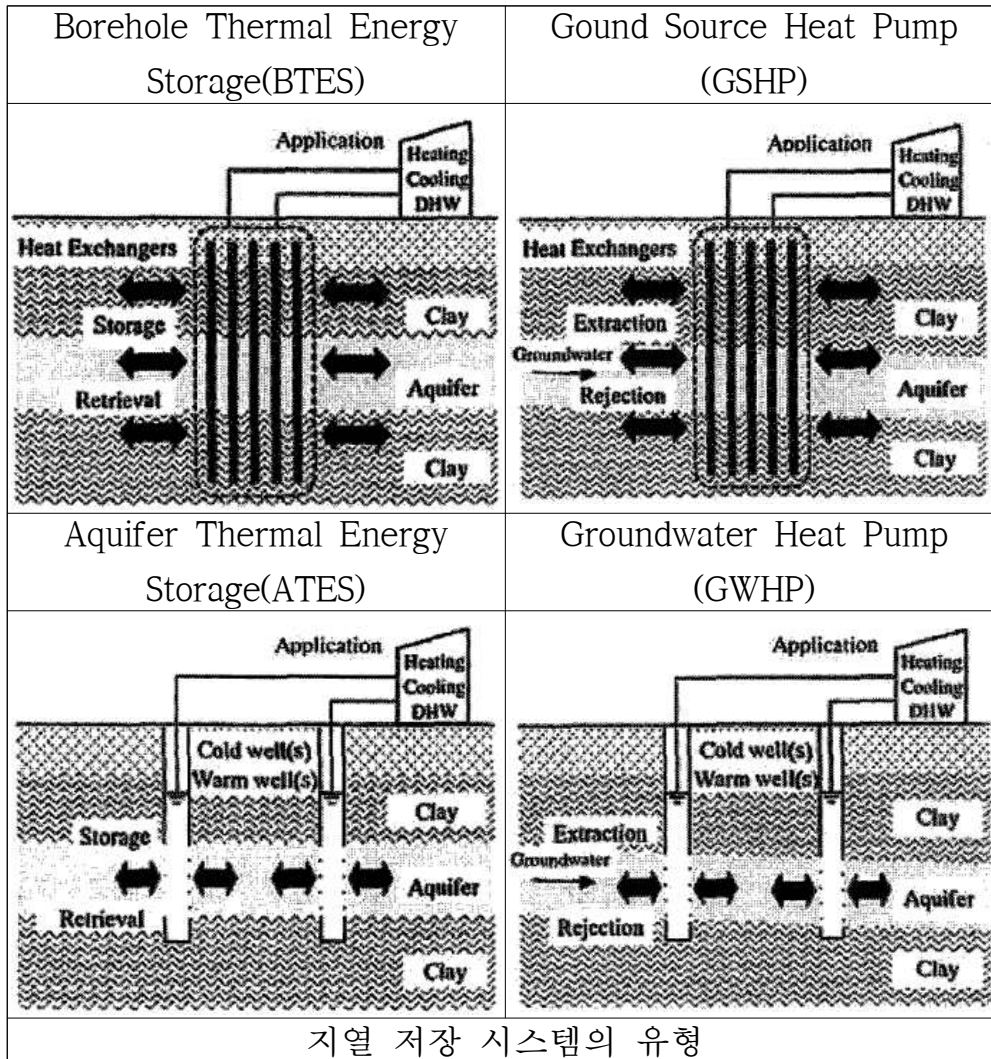 Borehole Thermal Energy
Storage(BTES)
Gound Source Heat Pump
(GSHP)
Application
Heating
Cooling
DHW
Heat Exchangers
Storage
Retrieval
Clay
Aquifer
Clay
Application
Heating
Cooling
DHW
Heat Exchangers
Extraction
Groundwater
Rejection
Clay
Aquifer
Clay
Aquifer Thermal Energy
Storage(ATES)
Groundwater Heat Pump
(GWHP)
Application
Heating
Cooling
DHW
Cold well(s)
Warm well(s)
Storage
Retrieval
Clay
Aquifer
Clay
Application
Heating
Cooling
DHW
Cold well(s)
Warm well(s)
Extraction
Groundwater
Rejection
Clay
Aquifer
Clay
지열 저장 시스템의 유형